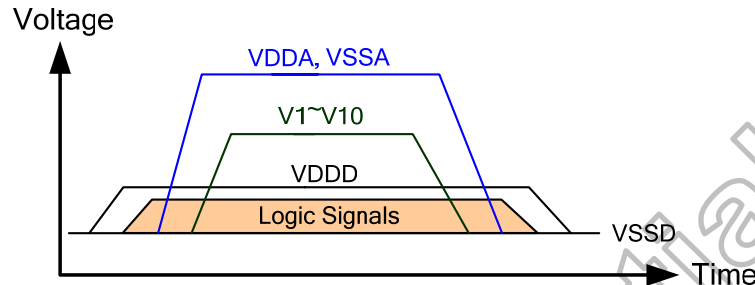 Voltage
VDDA, VSSA
V1~V10
VDDD
Logic Signals
VSSD
Time